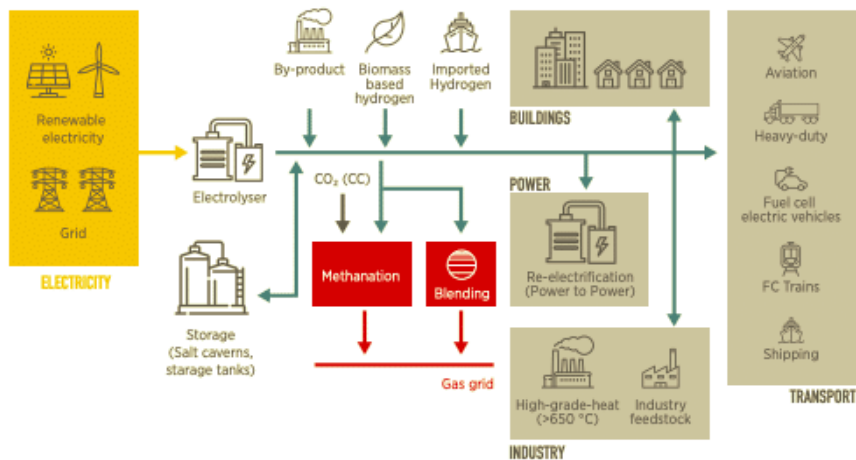 By-product
Biomass
based
hydrogen
Imported
Hydrogen
Renewable
electricity
Grid
ELECTRICITY
Electrolyser
CO₂ (CC)
Storage
(Salt caverns,
starage tanks)
Methanation
Blending
Gas grid
BUILDINGS
POWER
Re-electrification
(Power to Power)
High-grade-heat
(>650 °C)
Industry
feedstock
INDUSTRY
Aviation
Heavy-duty
Fuel cell
electric vehicles
FC Trains
Shipping
TRANSPORT